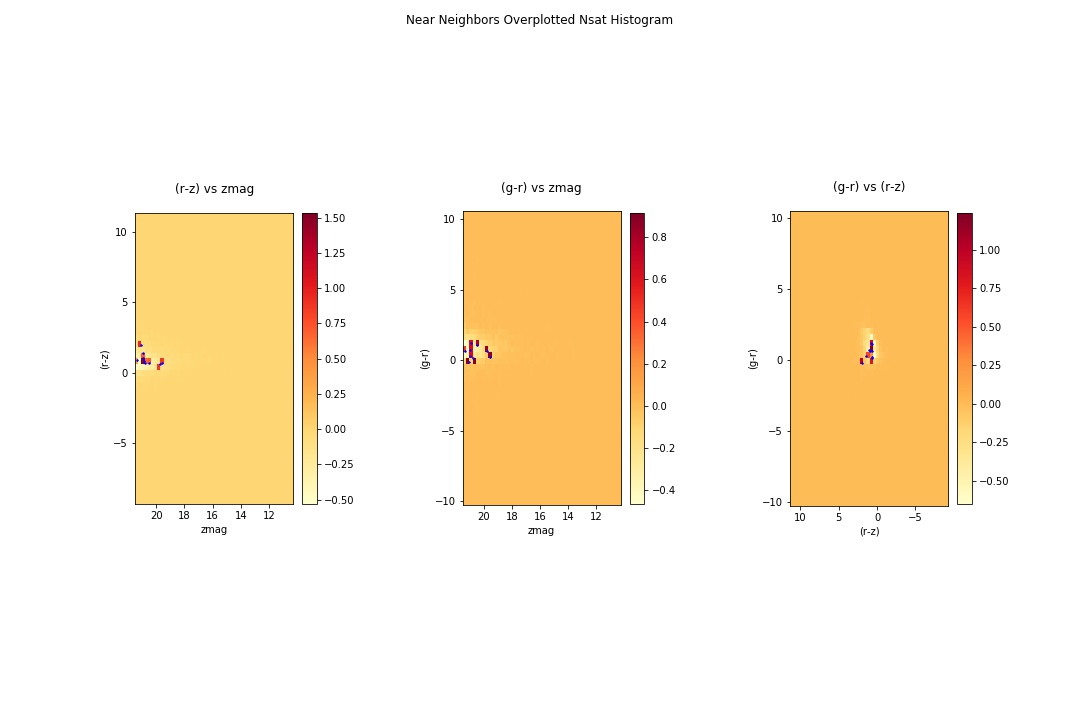 Near Neighbors Overplotted Nsat Histogram
(r-z) vs zmag
10
5
0
−5
(r-z)
20 18 16 14 12
zmag
1.50
1.25
1.00
0.75
0.50
0.25
0.00
−0.25
−0.50
(g-r) vs zmag
10
5
0
−5
−10
(g-r)
20 18 16 14 12
zmag
0.8
0.6
0.4
0.2
0.0
−0.2
−0.4
(g-r) vs (r-z)
10
5
0
−5
−10
(g-r)
10 5 0 −5
(r-z)
1.00
0.75
0.50
0.25
0.00
−0.25
−0.50